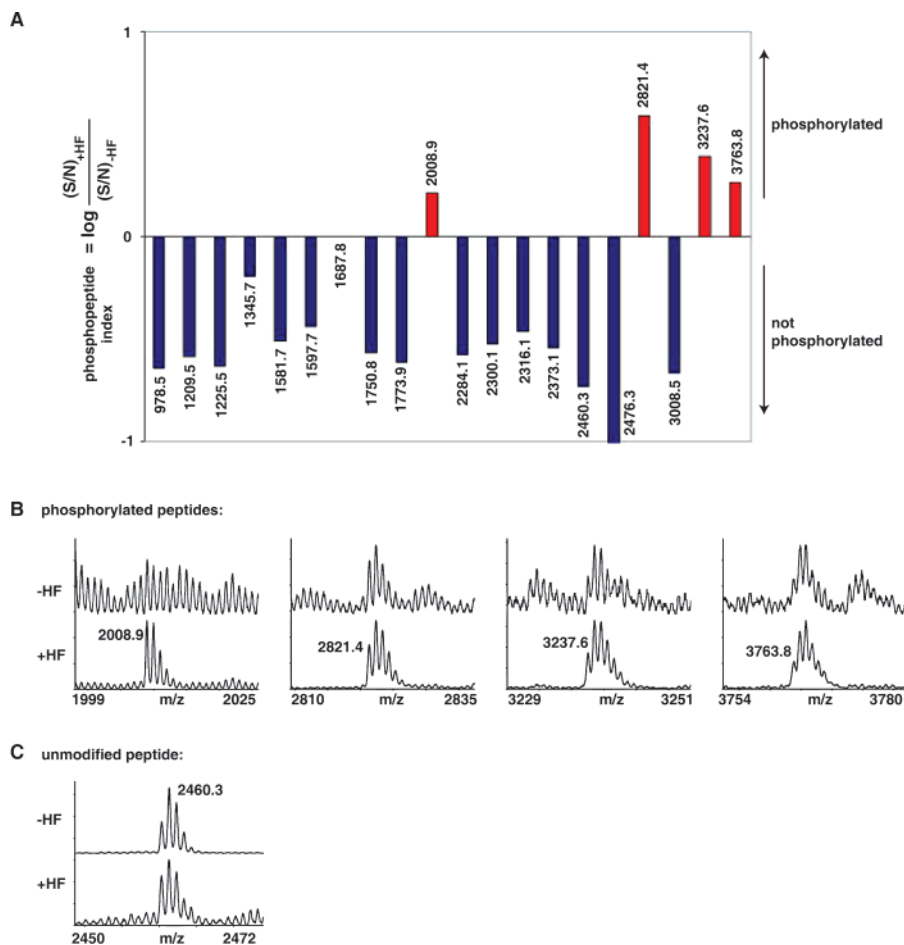 A
1
0
-1
phosphopeptide index = log (S/N)+HF / (S/N)-HF
978.5
1209.5
1225.5
1345.7
1581.7
1597.7
1687.8
1750.8
1773.9
2008.9
2284.1
2300.1
2316.1
2373.1
2460.3
2476.3
2821.4
3008.5
3237.6
3763.8
phosphorylated
not
phosphorylated
B phosphorylated peptides:
-HF
+HF
2008.9
2821.4
3237.6
3763.8
1999 m/z 2025
2810 m/z 2835
3229 m/z 3251
3754 m/z 3780
C unmodified peptide:
2460.3
-HF
+HF
2450 m/z 2472